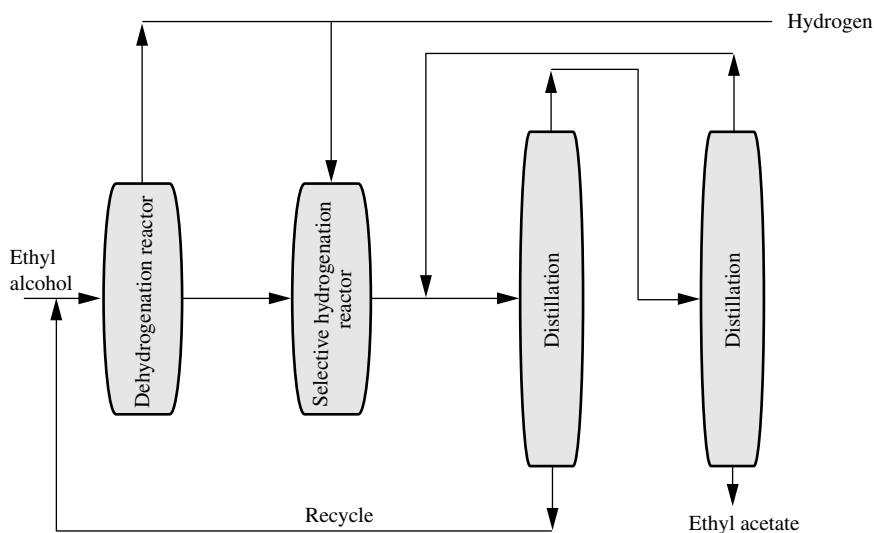 Hydrogen
Ethyl
alcohol
Dehydrogenation reactor
Selective hydrogenation
reactor
Distillation
Distillation
Recycle
Ethyl acetate